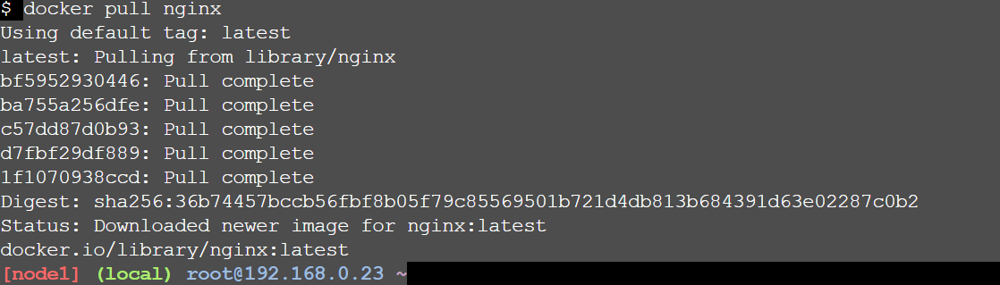 $ docker pull nginx
Using default tag: latest
latest: Pulling from library/nginx
bf5952930446: Pull complete
ba755a256dfe: Pull complete
c57dd87d0b93: Pull complete
d7fbf29df889: Pull complete
1f1070938ccd: Pull complete
Digest: sha256:36b74457bccb56fbf8b05f79c85569501b721d4db813b684391d63e02287c0b2
Status: Downloaded newer image for nginx:latest
docker.io/library/nginx:latest
[node1] (local) root@192.168.0.23 ~